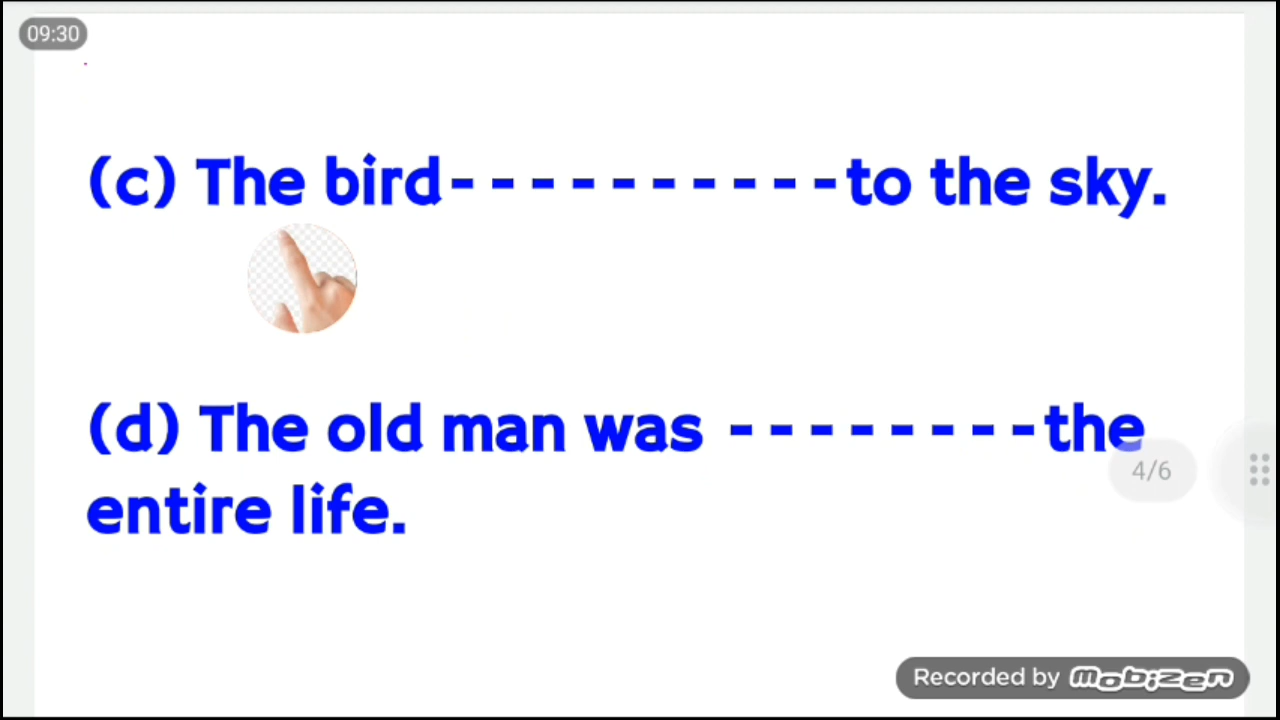 09:30
(c) The bird----------to the sky.
(d) The old man was --------the
4/6
entire life.
Recorded by Mobizen